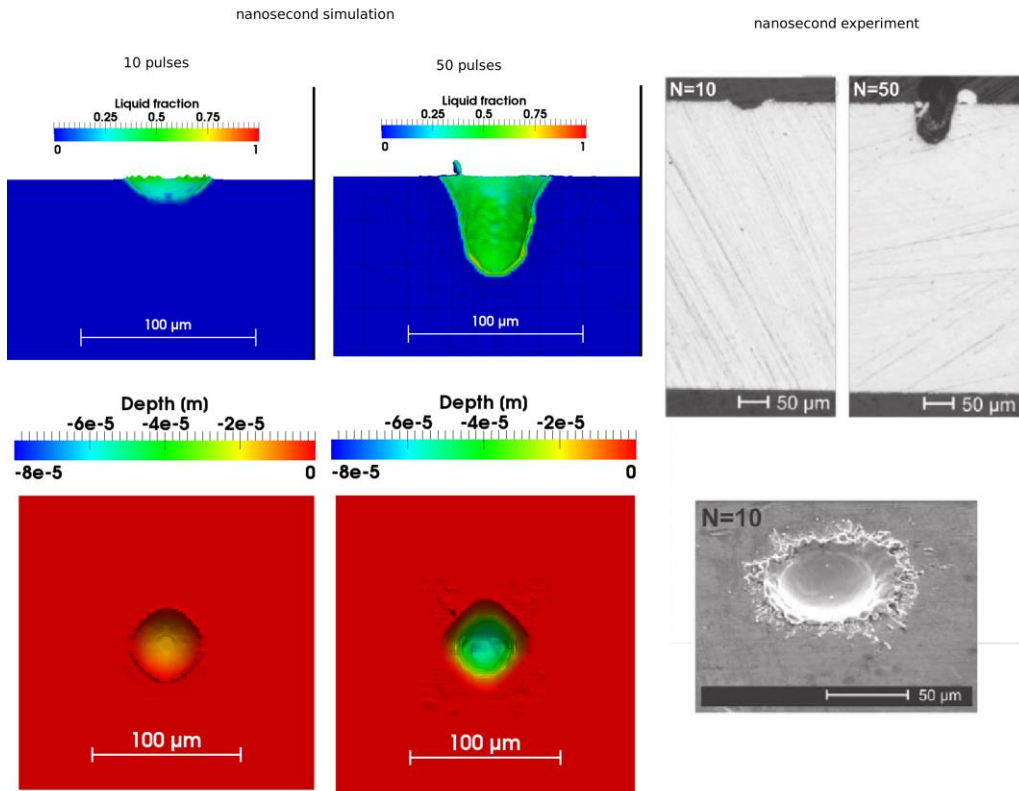 nanosecond simulation
nanosecond experiment
10 pulses
50 pulses
Liquid fraction
0.25 0.5 0.75
0 1
100 µm
Liquid fraction
0.25 0.5 0.75
0 1
100 µm
N=10
50 µm
N=50
50 µm
Depth (m)
-6e-5 -4e-5 -2e-5
-8e-5 0
100 µm
Depth (m)
-6e-5 -4e-5 -2e-5
-8e-5 0
100 µm
N=10
50 µm